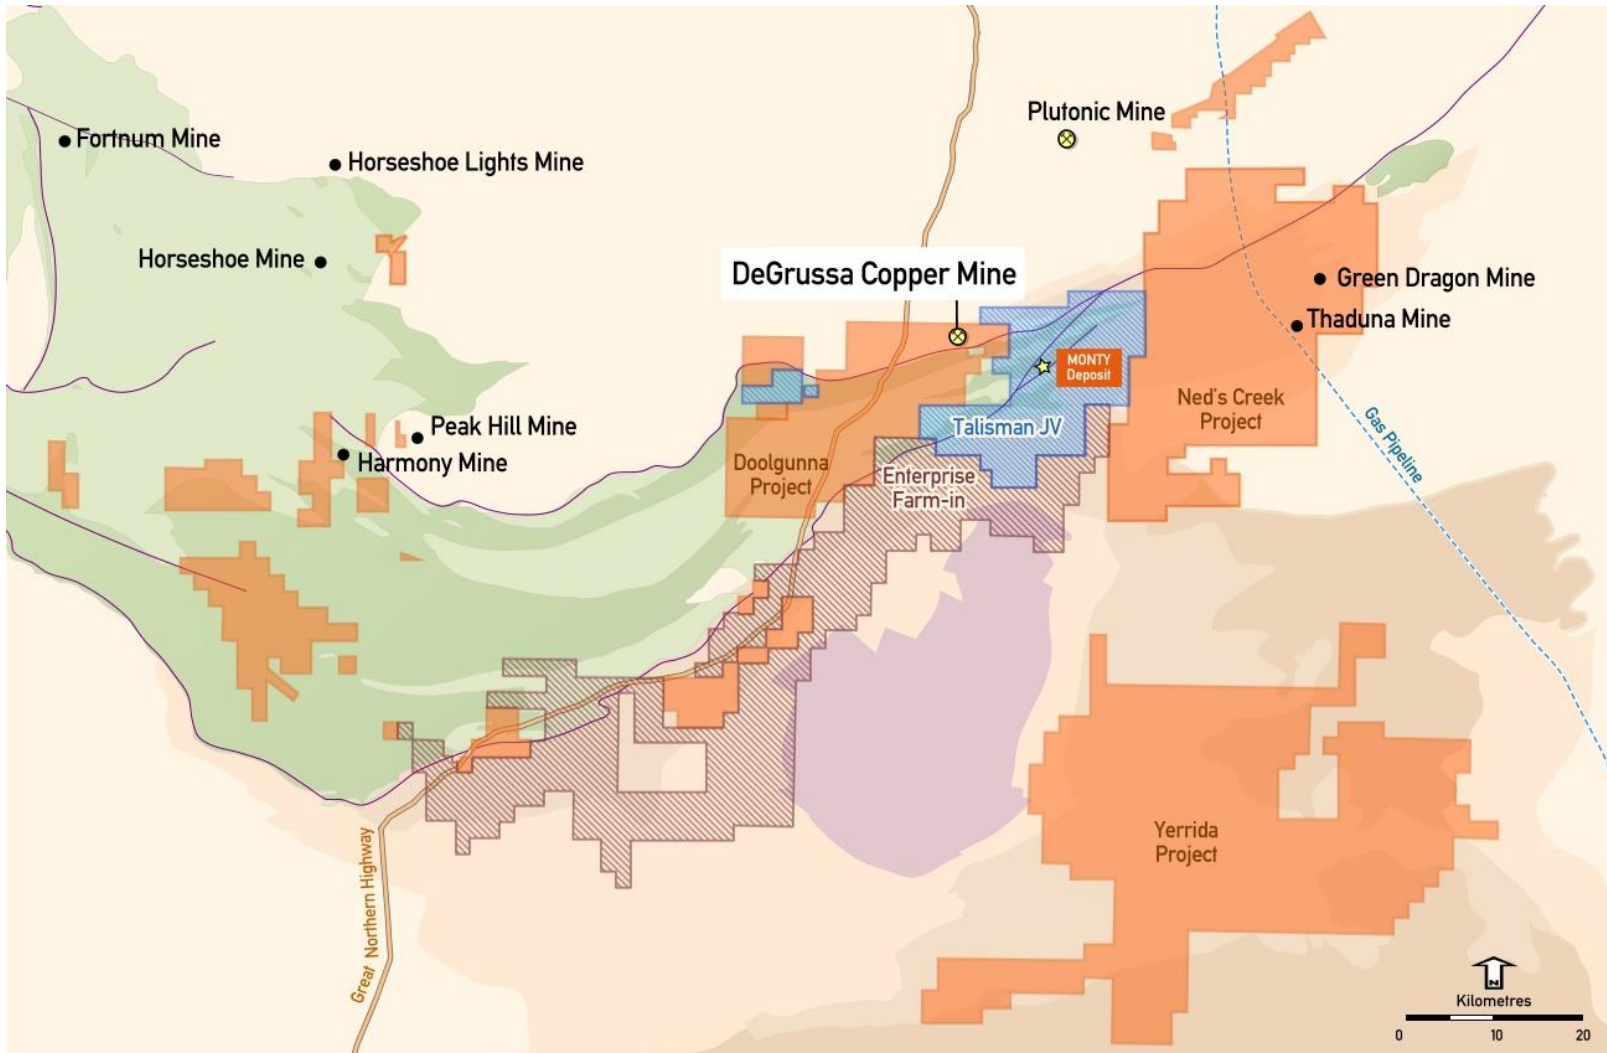 Plutonic Mine
Fortnum Mine
Horseshoe Lights Mine
Horseshoe Mine
DeGrussa Copper Mine
Green Dragon Mine
Thaduna Mine
MONTY
Deposit
Ned's Creek
Project
Talisman JV
Gas Pipeline
Peak Hill Mine
Harmony Mine
Doolgunna
Project
Enterprise
Farm-in
Yerrida
Project
Great Northern Highway
N
Kilometres
0 10 20